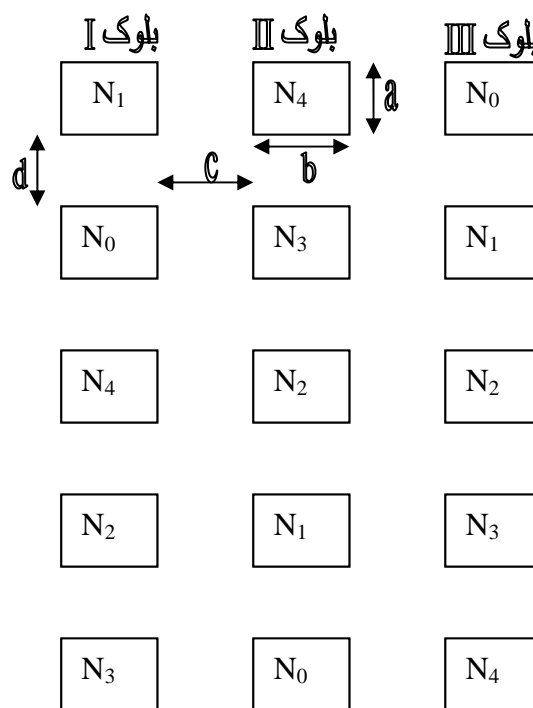 بلوک I بلوک II بلوک III
N₁ N₄ a N₀
d c b
N₀ N₃ N₁
N₄ N₂ N₂
N₂ N₁ N₃
N₃ N₀ N₄